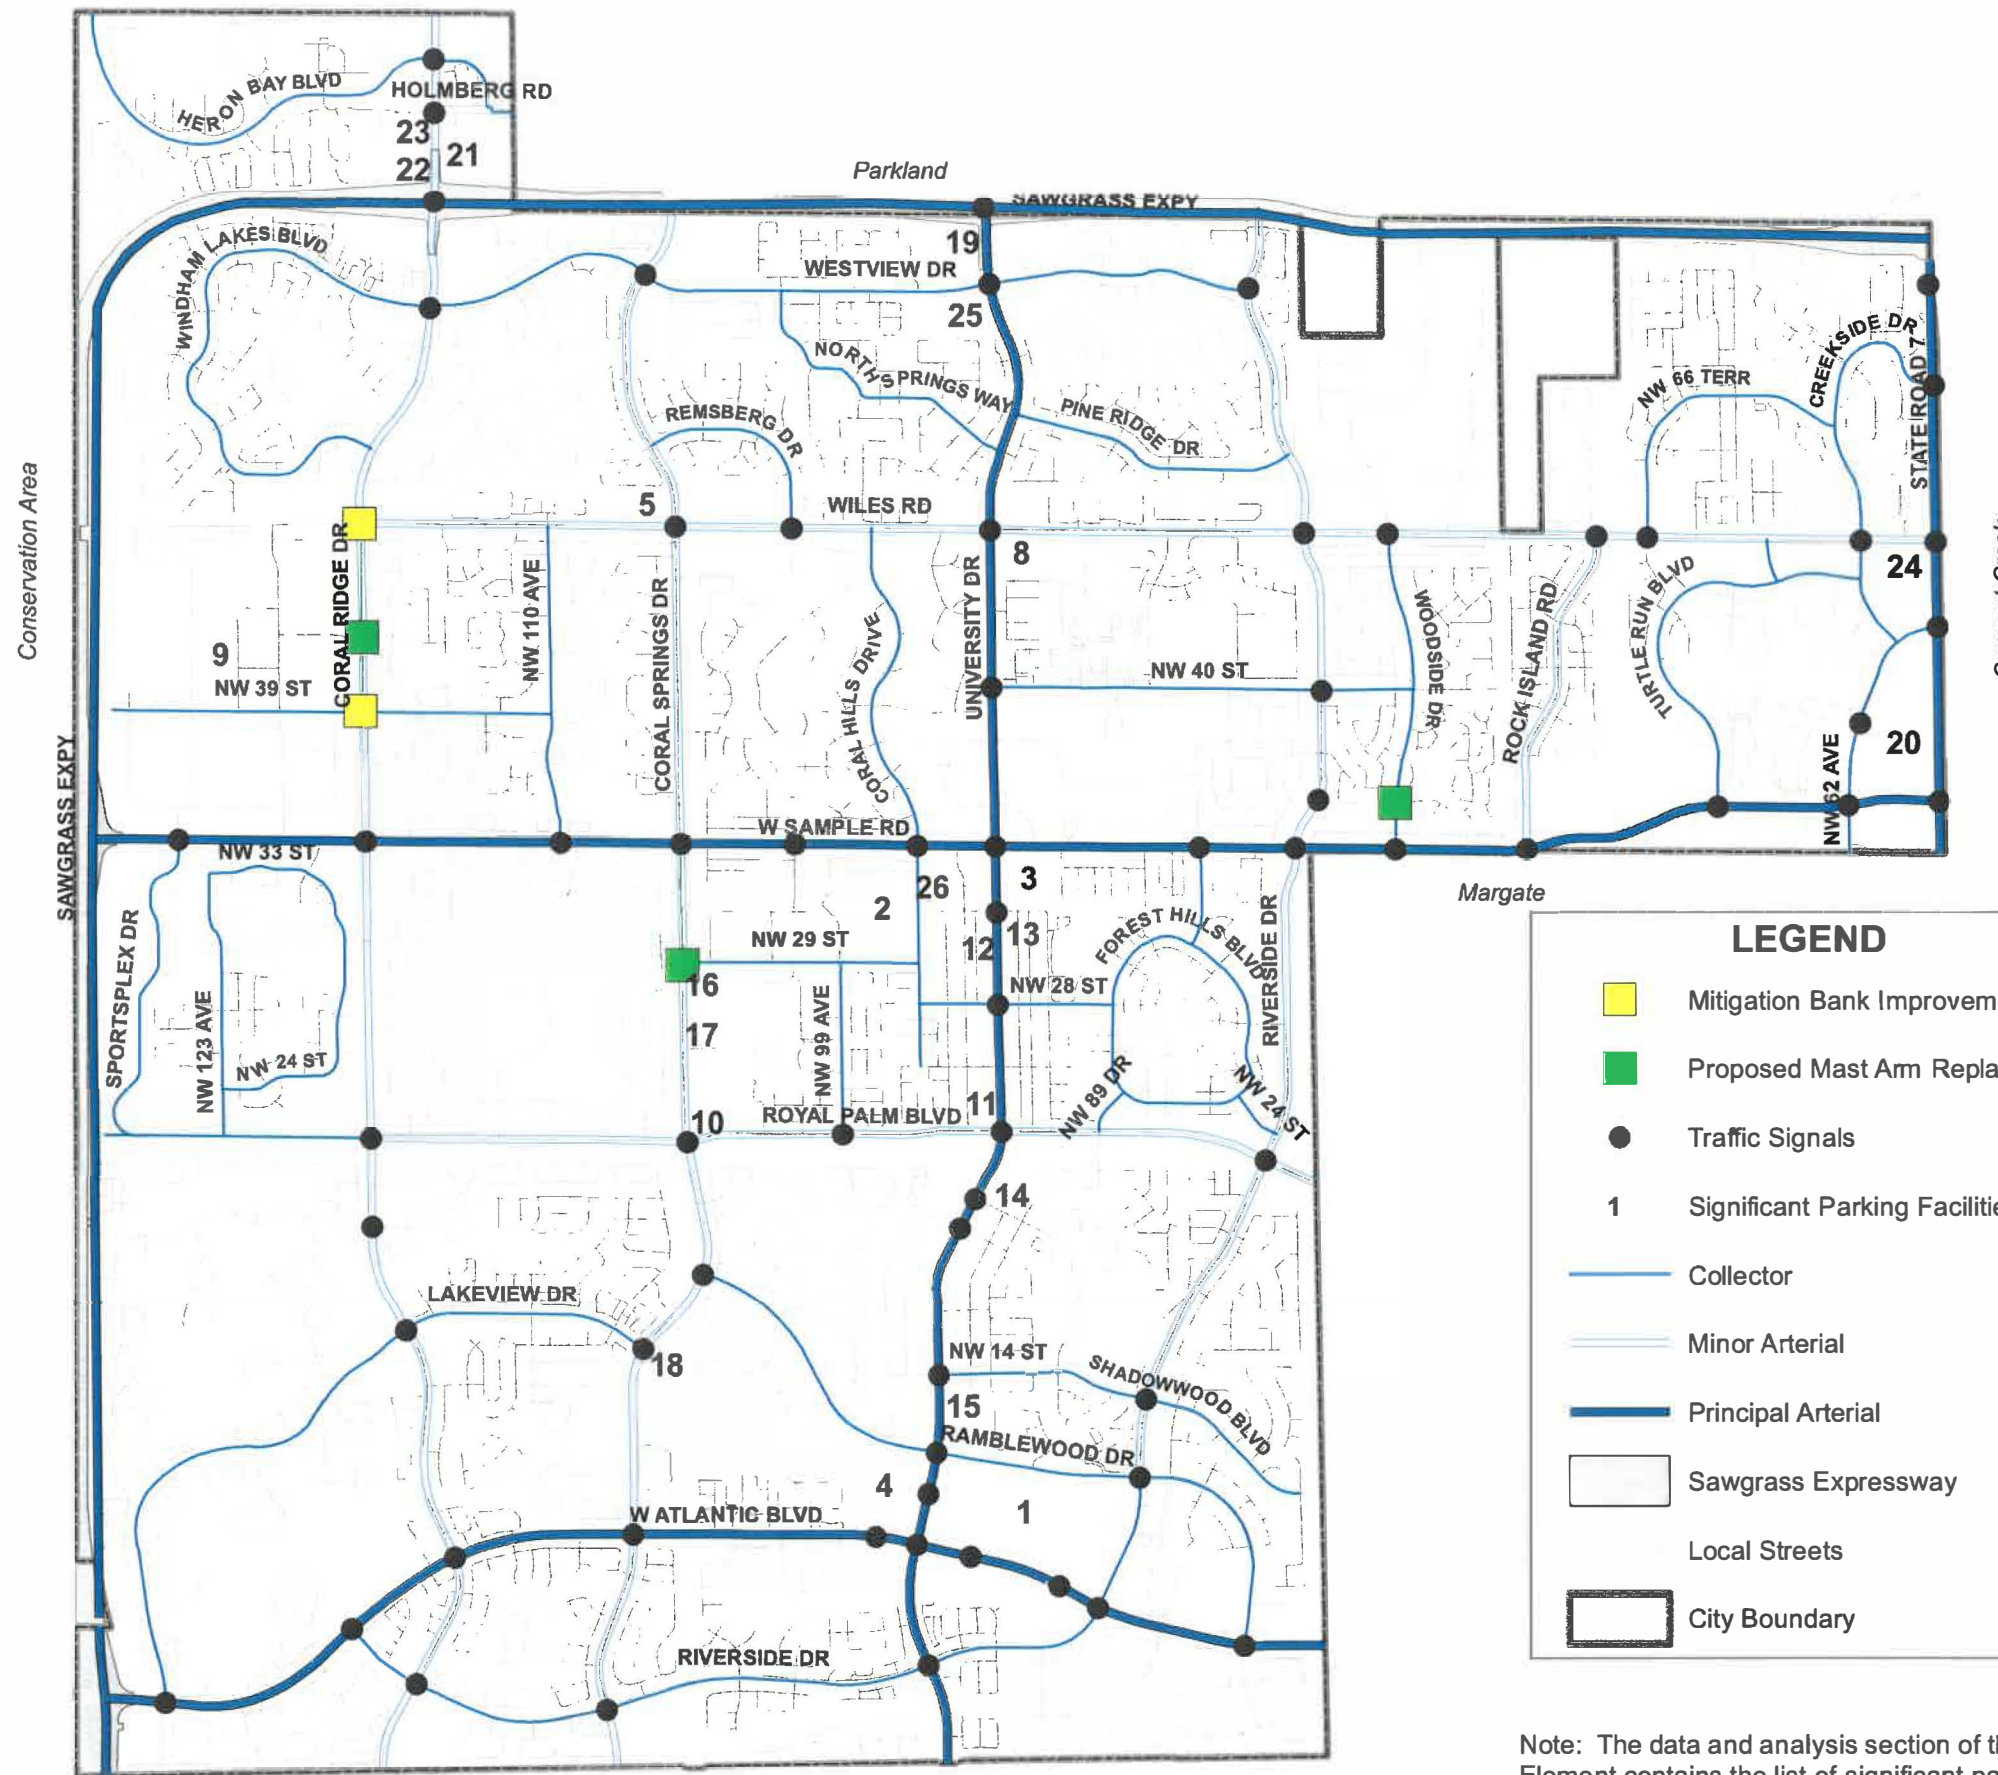 HERON BAY BLVD
HOLMBERG RD
23
22
21
Parkland
SAWGRASS EXPY
WINDHAM LAKES BLVD
19
WESTVIEW DR
25
NORTH SPRINGS WAY
REMSBERG DR
PINE RIDGE DR
NW 66 TERR
CREEKSIDE DR
STATE ROAD 7
Conservation Area
5
WILES RD
8
24
CORAL RIDGE DR
NW 110 AVE
CORAL SPRINGS DR
CORAL HILLS DRIVE
UNIVERSITY DR
WOODSIDE DR
ROCK ISLAND RD
TURTLE RUN BLVD
9
NW 39 ST
NW 40 ST
20
NW 62 AVE
SAWGRASS EXPY
W SAMPLE RD
NW 33 ST
26
2
3
Margate
SPORTSPLEX DR
NW 123 AVE
NW 24 ST
NW 29 ST
12
13
FOREST HILLS BLVD
RIVERSIDE DR
16
17
NW 99 AVE
NW 28 ST
NW 89 DR
NW 24 ST
10
ROYAL PALM BLVD
11
14
LAKEVIEW DR
18
NW 14 ST
SHADOWWOOD BLVD
15
RAMBLEWOOD DR
4
1
W ATLANTIC BLVD
RIVERSIDE DR
LEGEND
Mitigation Bank Improvem
Proposed Mast Arm Repla
Traffic Signals
1 Significant Parking Facilitie
Collector
Minor Arterial
Principal Arterial
Sawgrass Expressway
Local Streets
City Boundary
Note: The data and analysis section of th
Element contains the list of significant pa